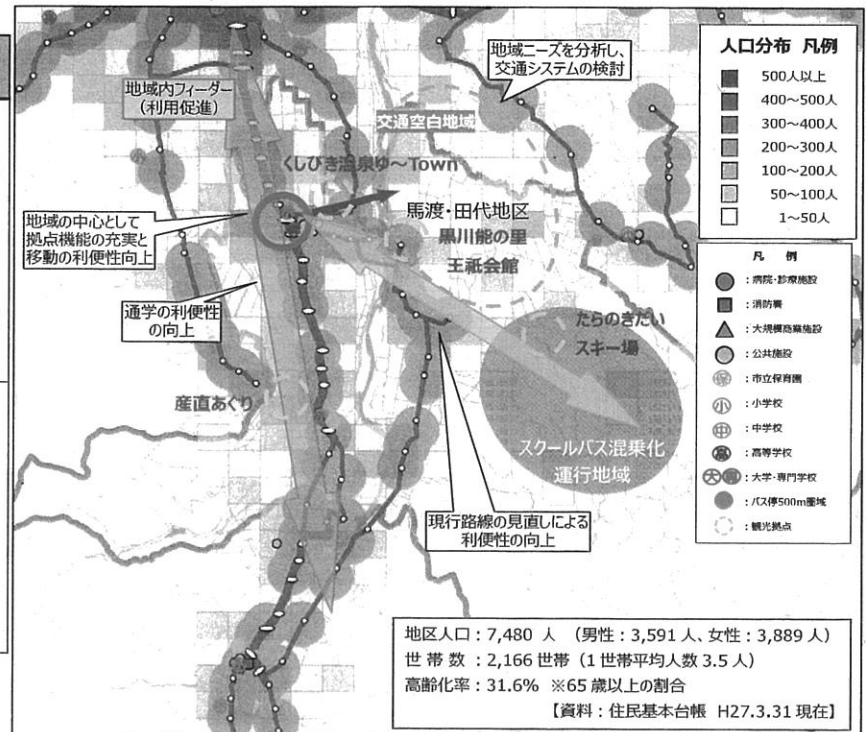 地域ニーズを分析し、
交通システムの検討
地域内フィーダー
(利用促進)
交通空白地域
くしびき温泉ゆ～Town
地域の中心として
拠点機能の充実と
移動の利便性向上
馬渡・田代地区
黒川能の里
王祇会館
通学の利便性
の向上
たらのきだい
スキー場
産直あぐり
スクールバス混乗化
運行地域
現行路線の見直しによる
利便性の向上
人口分布 凡例
500人以上
400～500人
300～400人
200～300人
100～200人
50～100人
1～50人
凡 例
：病院・診療施設
：消防署
：大規模商業施設
：公共施設
保 ：市立保育園
小 ：小学校
中 ：中学校
高 ：高等学校
大 専 ：大学・専門学校
：バス停500m圏域
：観光拠点
地区人口：7,480 人 （男性：3,591 人、女性：3,889 人）
世 帯 数：2,166 世帯（1 世帯平均人数 3.5 人）
高齢化率：31.6% ※65 歳以上の割合
【資料：住民基本台帳 H27.3.31 現在】